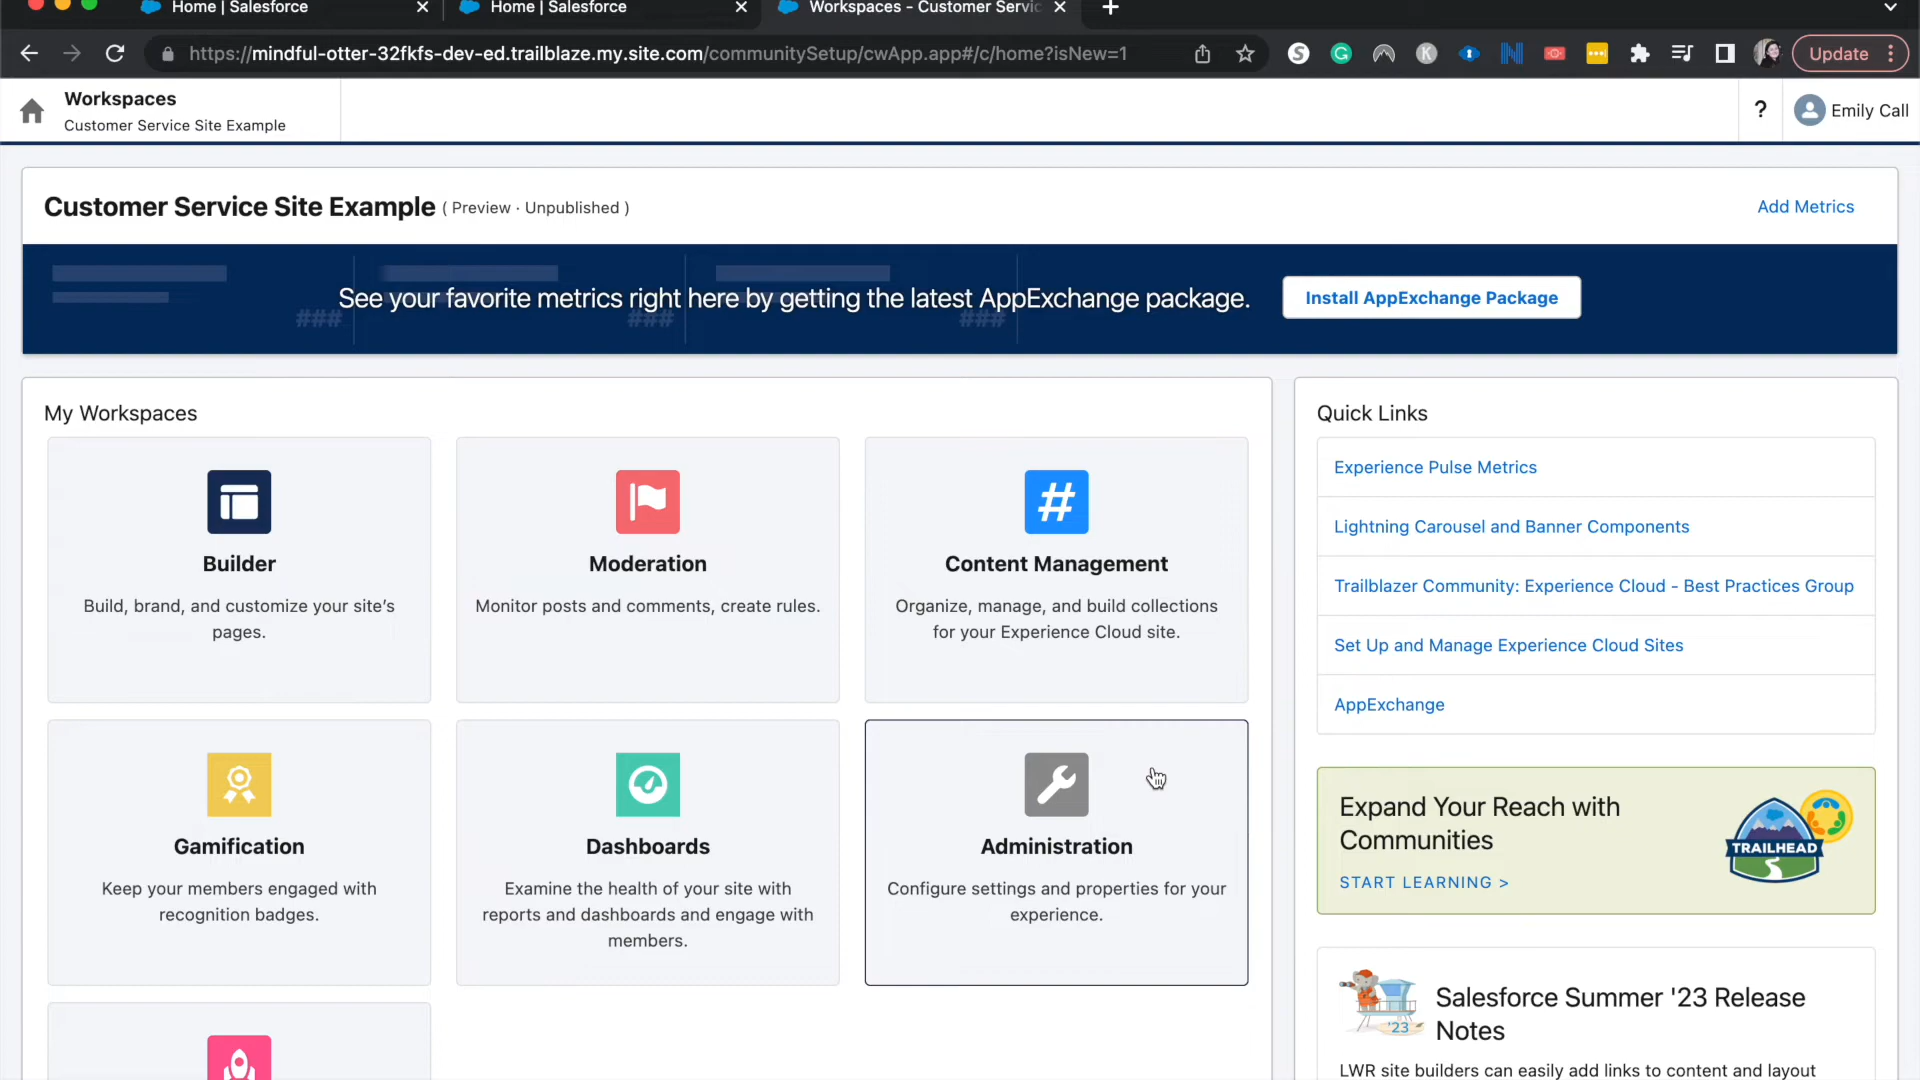 Home | Salesforce
Home | Salesforce
Workspaces - Customer Servic
https://mindful-otter-32fkfs-dev-ed.trailblaze.my.site.com/communitySetup/cwApp.app#/c/home?isNew=1
Update
Workspaces
Customer Service Site Example
?
Emily Call
Customer Service Site Example ( Preview · Unpublished )
Add Metrics
See your favorite metrics right here by getting the latest AppExchange package.
Install AppExchange Package
### ### ###
My Workspaces
Builder
Build, brand, and customize your site's
pages.
Moderation
Monitor posts and comments, create rules.
#
Content Management
Organize, manage, and build collections
for your Experience Cloud site.
Gamification
Keep your members engaged with
recognition badges.
Dashboards
Examine the health of your site with
reports and dashboards and engage with
members.
Administration
Configure settings and properties for your
experience.
Quick Links
Experience Pulse Metrics
Lightning Carousel and Banner Components
Trailblazer Community: Experience Cloud - Best Practices Group
Set Up and Manage Experience Cloud Sites
AppExchange
Expand Your Reach with
Communities
START LEARNING >
TRAILHEAD
'23
Salesforce Summer '23 Release
Notes
LWR site builders can easily add links to content and layout